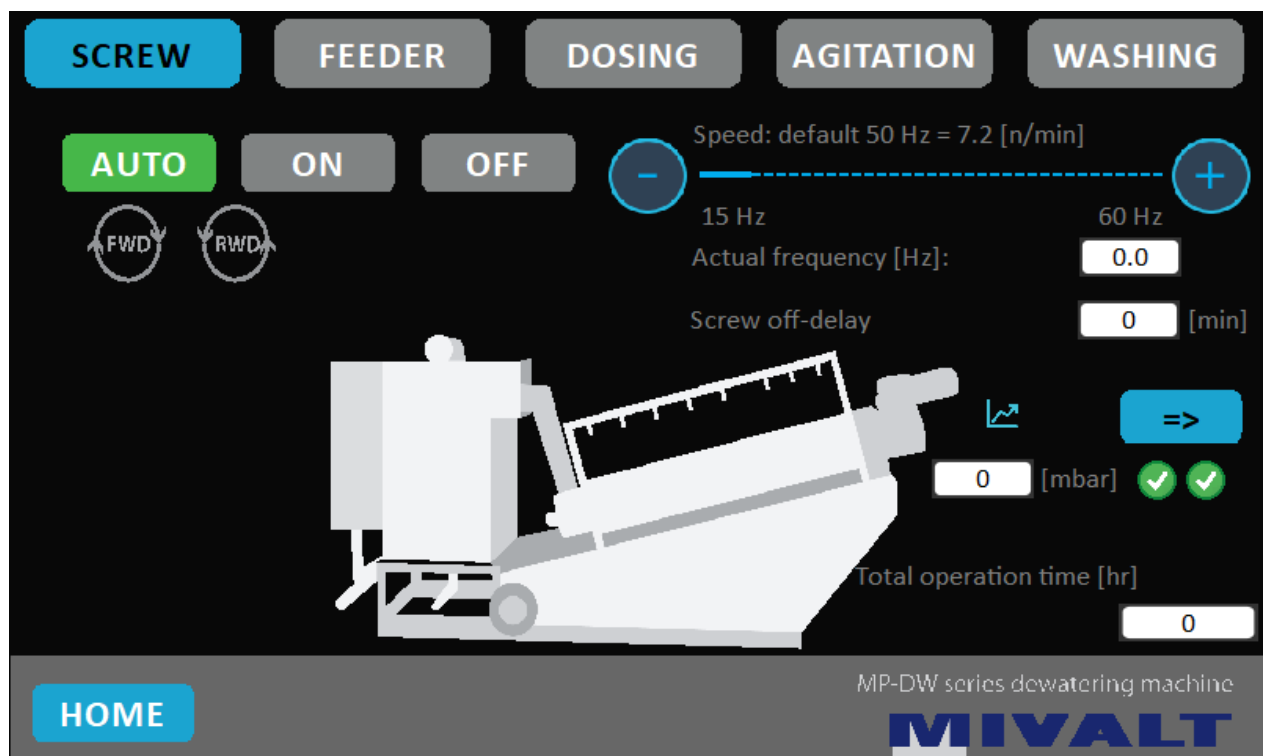 SCREW FEEDER DOSING AGITATION WASHING
AUTO ON OFF
Speed: default 50 Hz = 7.2 [n/min]
- +
15 Hz 60 Hz
FWD RWD
Actual frequency [Hz]: 0.0
Screw off-delay 0 [min]
=>
0 [mbar]
Total operation time [hr]
0
MP-DW series dewatering machine
HOME
MIVALT